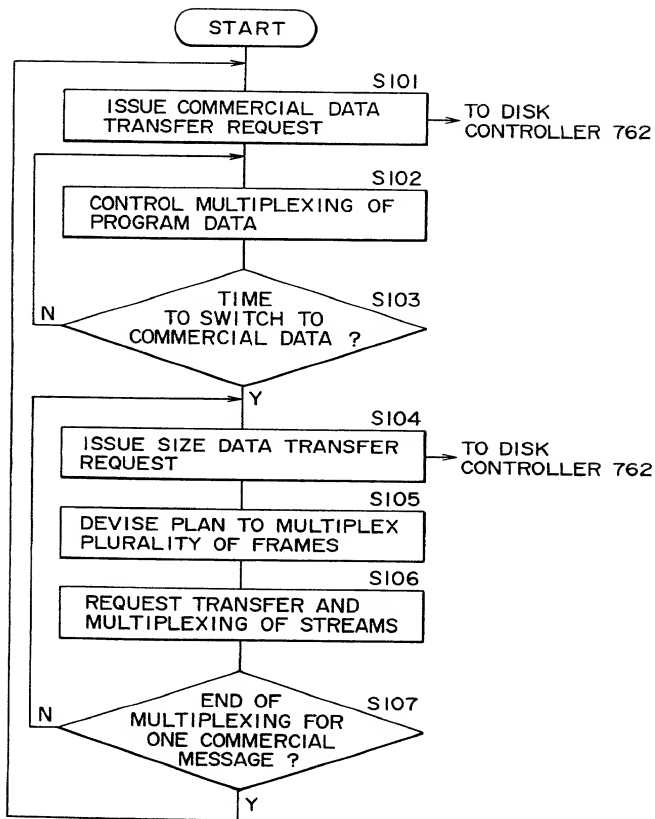 START
S101
ISSUE COMMERCIAL DATA
TRANSFER REQUEST
TO DISK
CONTROLLER 762
S102
CONTROL MULTIPLEXING OF
PROGRAM DATA
S103
TIME
TO SWITCH TO
COMMERCIAL DATA ?
N
Y
S104
ISSUE SIZE DATA TRANSFER
REQUEST
TO DISK
CONTROLLER 762
S105
DEVISE PLAN TO MULTIPLEX
PLURALITY OF FRAMES
S106
REQUEST TRANSFER AND
MULTIPLEXING OF STREAMS
S107
END OF
MULTIPLEXING FOR
ONE COMMERCIAL
MESSAGE ?
N
Y